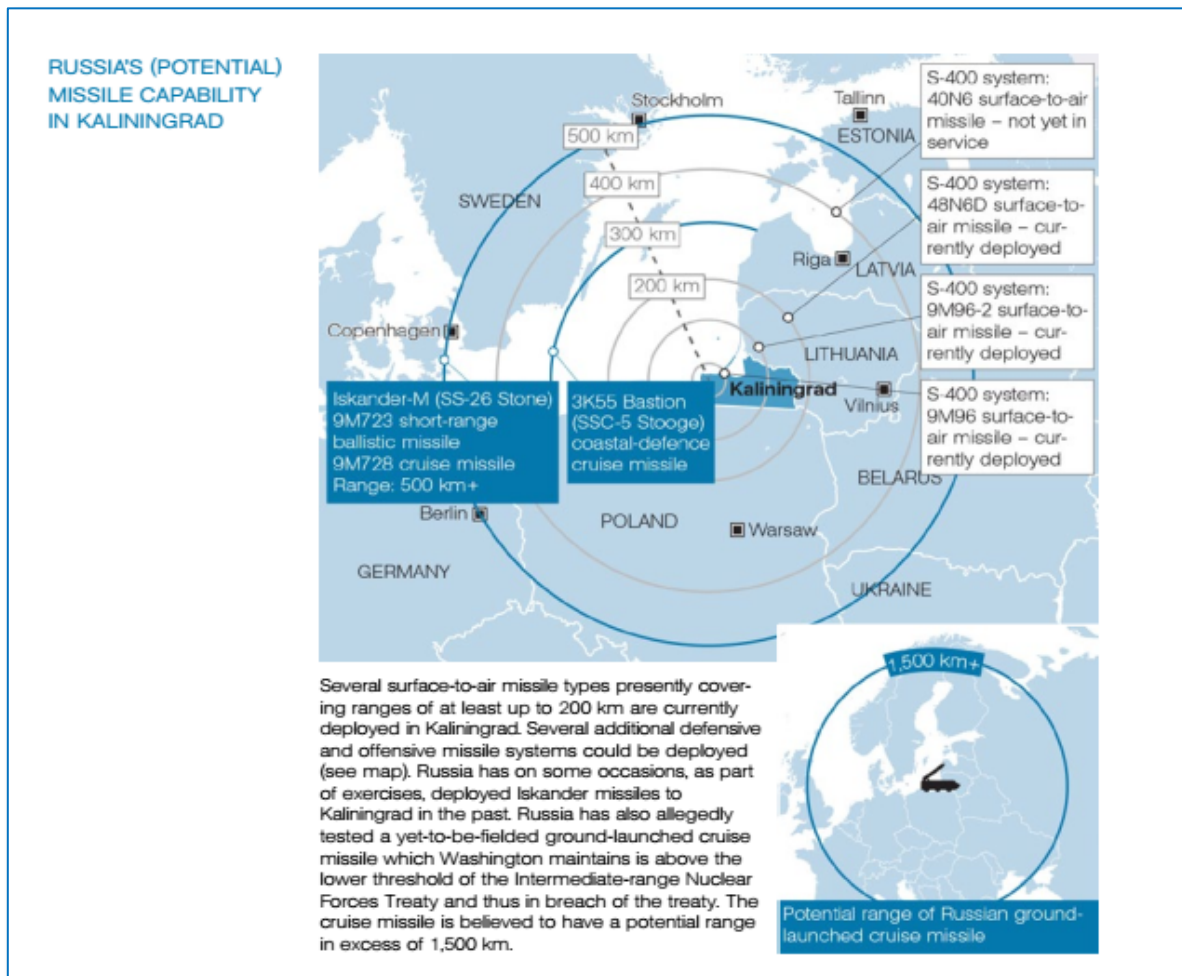 RUSSIA'S (POTENTIAL)
MISSILE CAPABILITY
IN KALININGRAD
Stockholm
Tallinn
ESTONIA
500 km
400 km
SWEDEN
300 km
Riga
LATVIA
200 km
Copenhagen
LITHUANIA
Kaliningrad
Vilnius
BELARUS
Berlin
POLAND
Warsaw
GERMANY
UKRAINE
S-400 system:
40N6 surface-to-air
missile – not yet in
service
S-400 system:
48N6D surface-to-
air missile – cur-
rently deployed
S-400 system:
9M96-2 surface-to-
air missile – cur-
rently deployed
S-400 system:
9M96 surface-to-
air missile – cur-
rently deployed
Iskander-M (SS-26 Stone)
9M723 short-range
ballistic missile
9M728 cruise missile
Range: 500 km+
3K55 Bastion
(SSC-5 Stooge)
coastal-defence
cruise missile
Several surface-to-air missile types presently cover-
ing ranges of at least up to 200 km are currently
deployed in Kaliningrad. Several additional defensive
and offensive missile systems could be deployed
(see map). Russia has on some occasions, as part
of exercises, deployed Iskander missiles to
Kaliningrad in the past. Russia has also allegedly
tested a yet-to-be-fielded ground-launched cruise
missile which Washington maintains is above the
lower threshold of the Intermediate-range Nuclear
Forces Treaty and thus in breach of the treaty. The
cruise missile is believed to have a potential range
in excess of 1,500 km.
1,500 km+
Potential range of Russian ground-
launched cruise missile